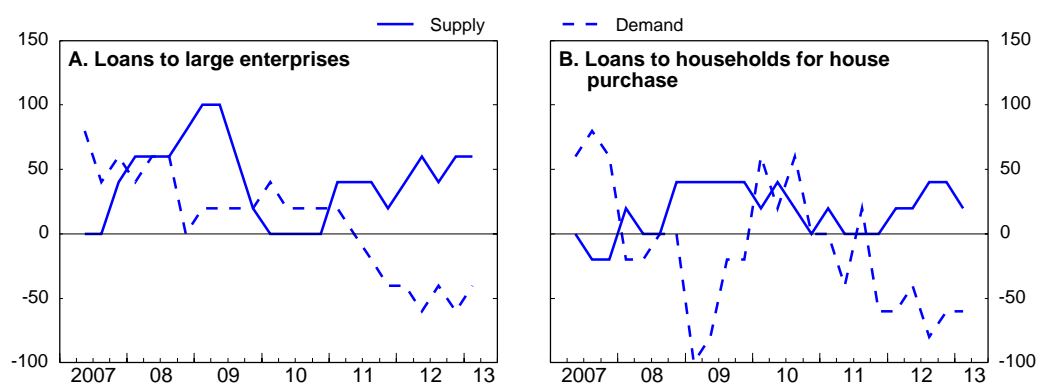 Supply Demand
150
100
50
0
-50
-100
A. Loans to large enterprises
2007 08 09 10 11 12 13
B. Loans to households for house
purchase
150
100
50
0
-50
-100
2007 08 09 10 11 12 13